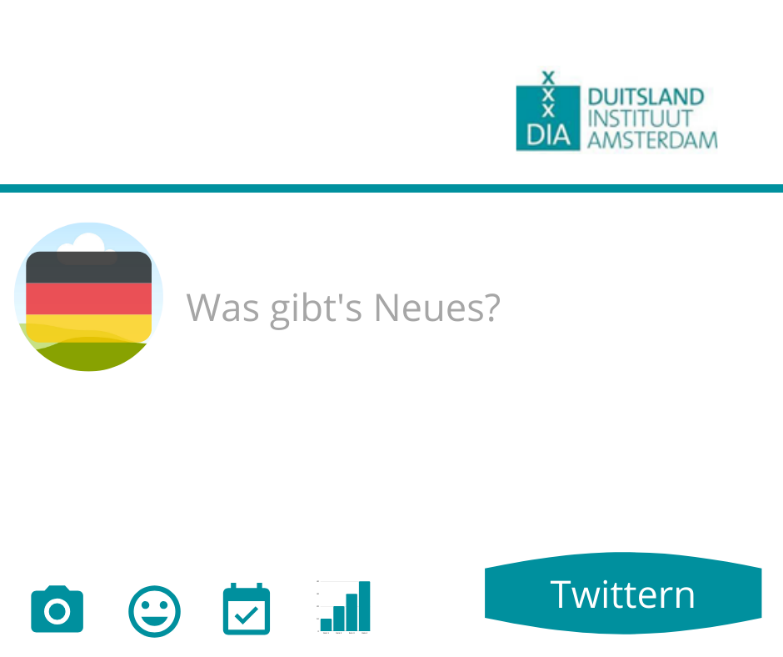 X
X
X
DIA
DUITSLAND
INSTITUUT
AMSTERDAM
Was gibt's Neues?
Twittern